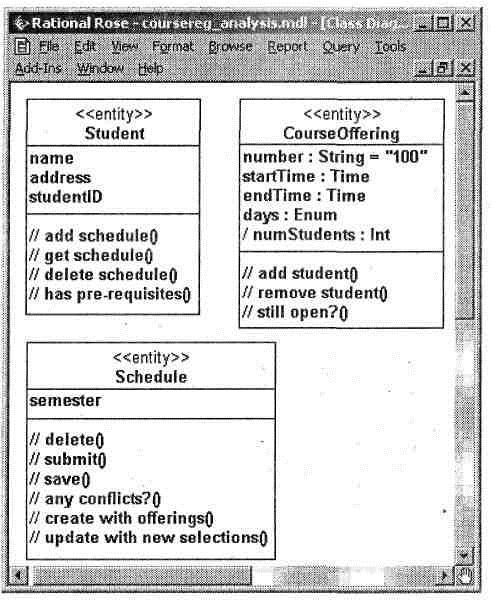 Rational Rose - coursereg_analysis.mdl - [Class Diag...
File Edit View Format Browse Report Query Tools
Add-Ins Window Help
<<entity>>
Student
name
address
studentID
// add schedule()
// get schedule()
// delete schedule()
// has pre-requisites()
<<entity>>
CourseOffering
number : String = "100"
startTime : Time
endTime : Time
days : Enum
/ numStudents : Int
// add student()
// remove student()
// still open?()
<<entity>>
Schedule
semester
// delete()
// submit()
// save()
// any conflicts?()
// create with offerings()
// update with new selections()